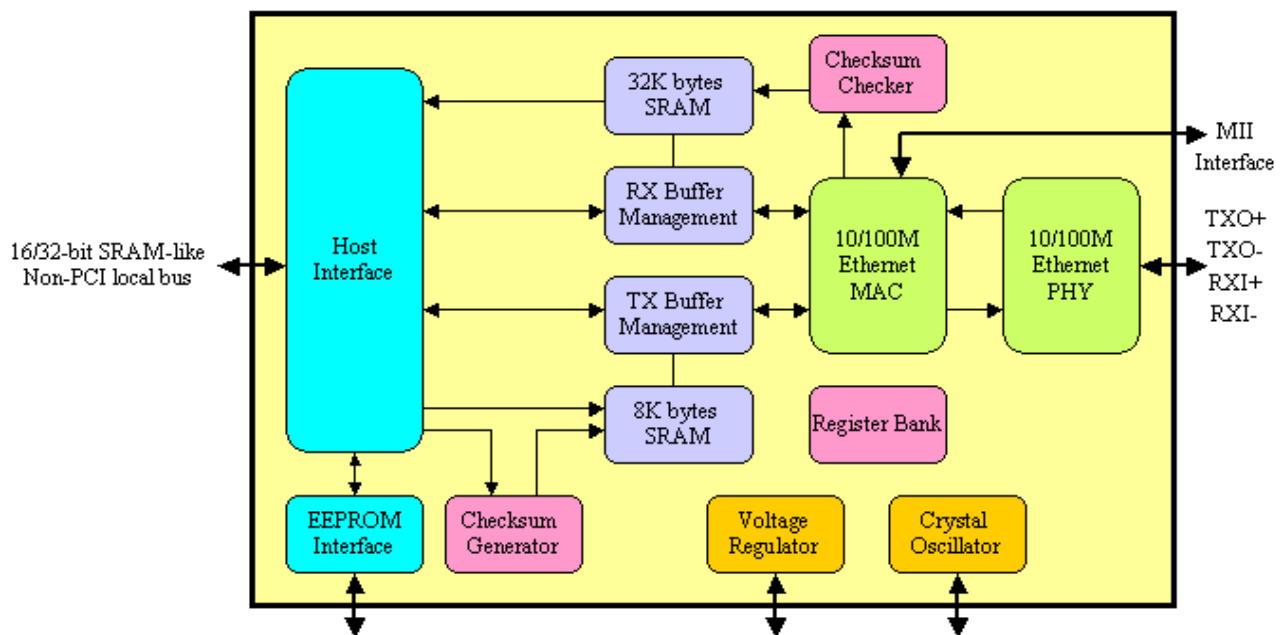 32K bytes
SRAM
Checksum
Checker
MII
Interface
RX Buffer
Management
16/32-bit SRAM-like
Non-PCI local bus
Host
Interface
10/100M
Ethernet
MAC
10/100M
Ethernet
PHY
TXO+
TXO-
RXI+
RXI-
TX Buffer
Management
8K bytes
SRAM
Register Bank
EEPROM
Interface
Checksum
Generator
Voltage
Regulator
Crystal
Oscillator